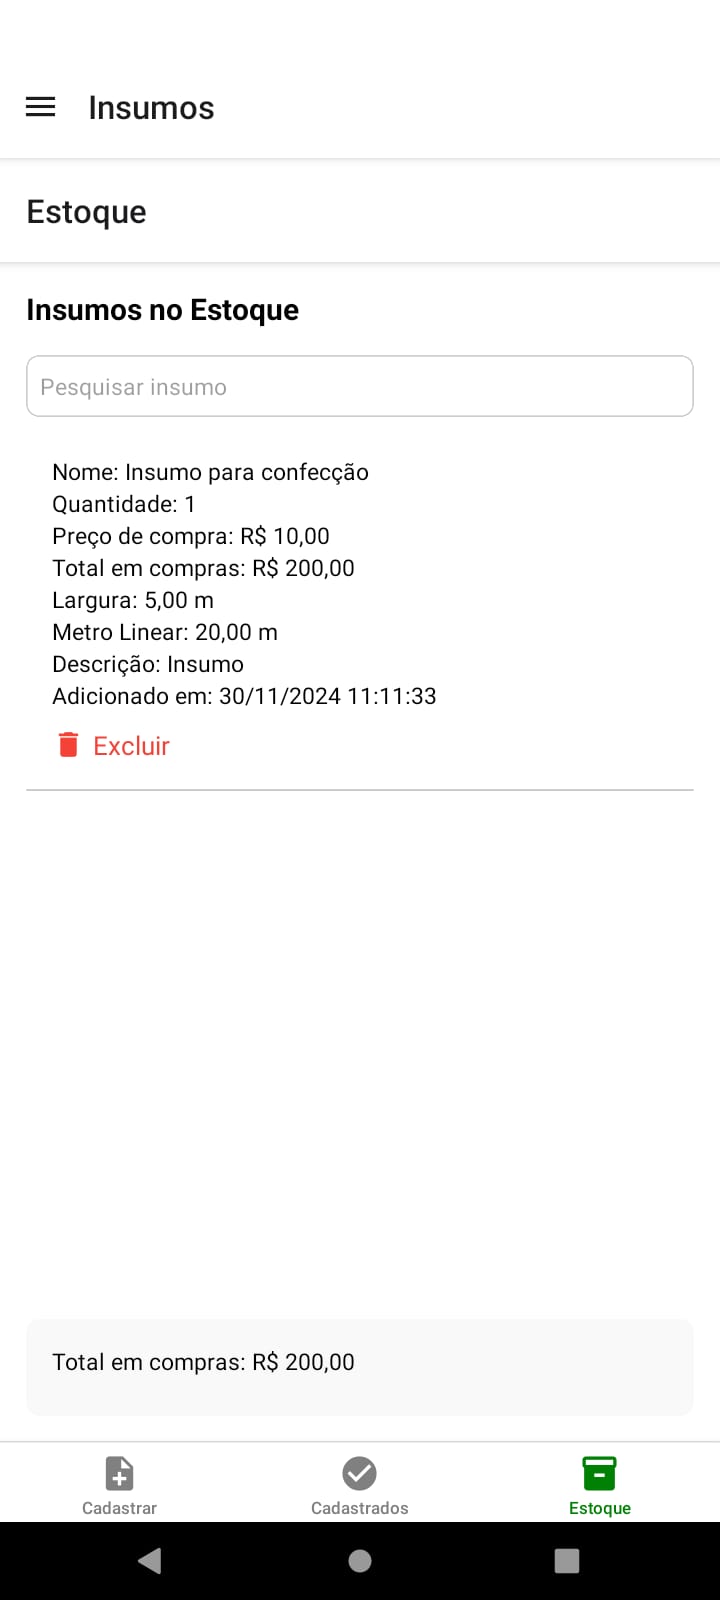 Insumos
Estoque
Insumos no Estoque
Pesquisar insumo
Nome: Insumo para confecção
Quantidade: 1
Preço de compra: R$ 10,00
Total em compras: R$ 200,00
Largura: 5,00 m
Metro Linear: 20,00 m
Descrição: Insumo
Adicionado em: 30/11/2024 11:11:33
Excluir
Total em compras: R$ 200,00
Cadastrar
Cadastrados
Estoque